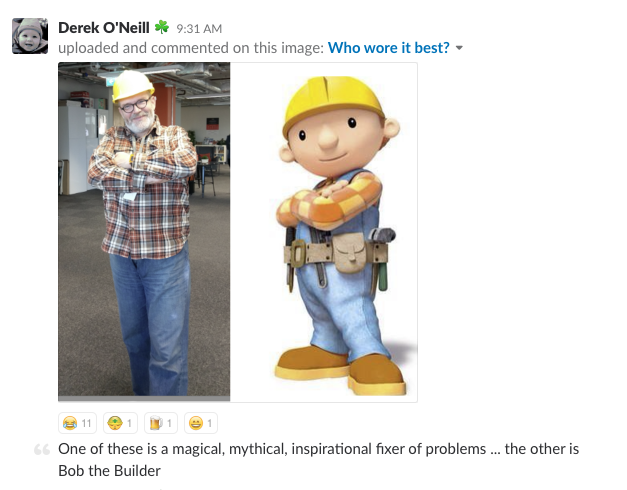 Derek O'Neill 9:31 AM
uploaded and commented on this image: Who wore it best?
11 1 1 1
One of these is a magical, mythical, inspirational fixer of problems ... the other is
Bob the Builder